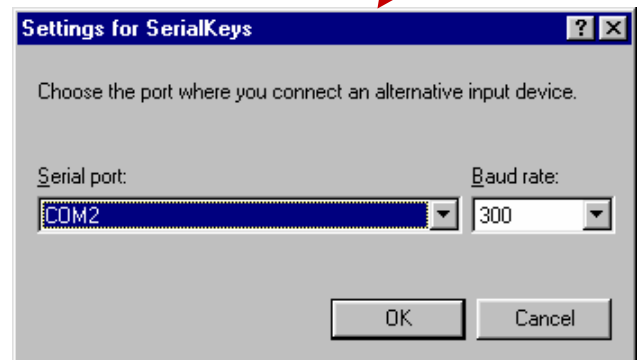 Settings for SerialKeys
Choose the port where you connect an alternative input device.
Serial port: Baud rate:
COM2 300
OK Cancel